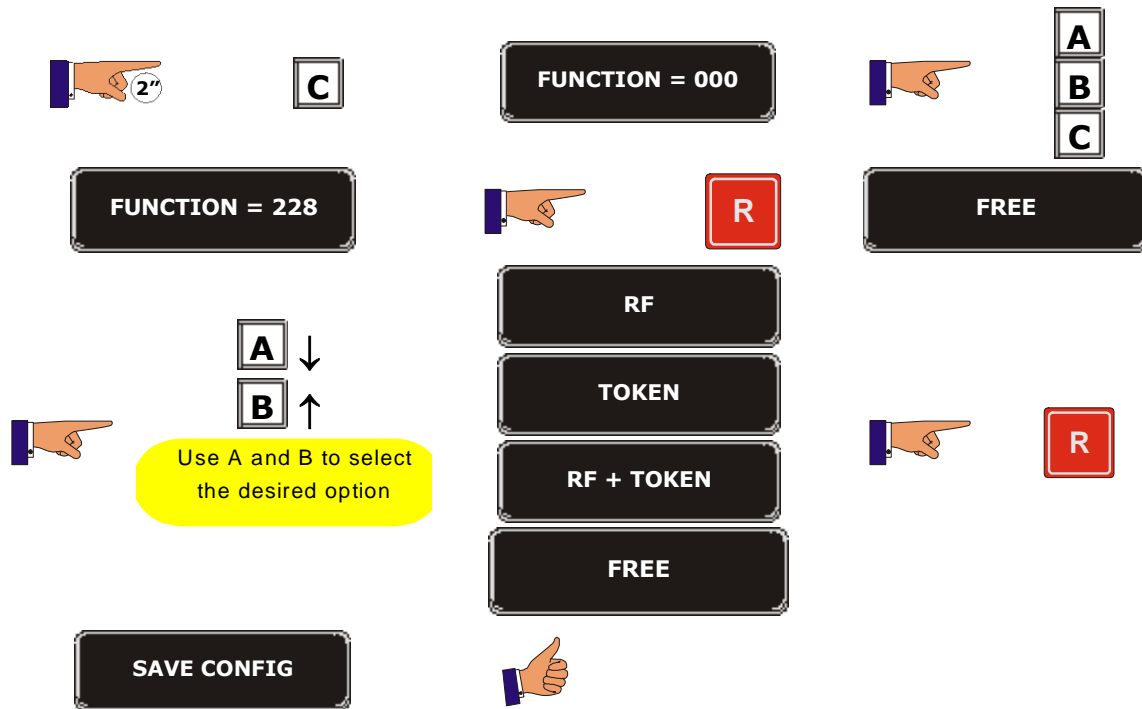 2”
C
FUNCTION = 000
A
B
C
FUNCTION = 228
R
FREE
A ↓
B ↑
Use A and B to select
the desired option
RF
TOKEN
RF + TOKEN
FREE
R
SAVE CONFIG